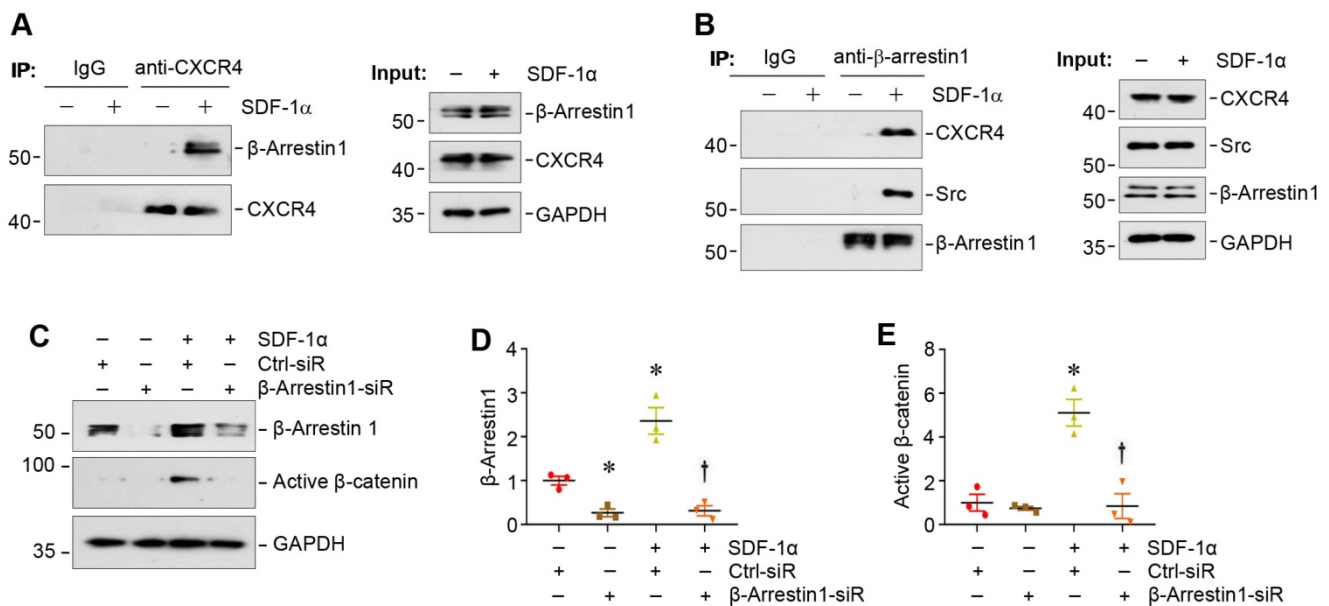 A
IP: IgG anti-CXCR4
− + − + SDF-1α
50 β-Arrestin1
40 CXCR4
Input: − + SDF-1α
50 β-Arrestin1
40 CXCR4
35 GAPDH
B
IP: IgG anti-β-arrestin1
− + − + SDF-1α
40 CXCR4
50 Src
50 β-Arrestin1
Input: − + SDF-1α
40 CXCR4
50 Src
50 β-Arrestin1
35 GAPDH
C
− − + + SDF-1α
+ − + − Ctrl-siR
− + − + β-Arrestin1-siR
50 β-Arrestin 1
100 Active β-catenin
35 GAPDH
D
β-Arrestin1
4
3
2
1
0
* * †
− − + + SDF-1α
+ − + − Ctrl-siR
− + − + β-Arrestin1-siR
E
Active β-catenin
8
6
4
2
0
* †
− − + + SDF-1α
+ − + − Ctrl-siR
− + − + β-Arrestin1-siR